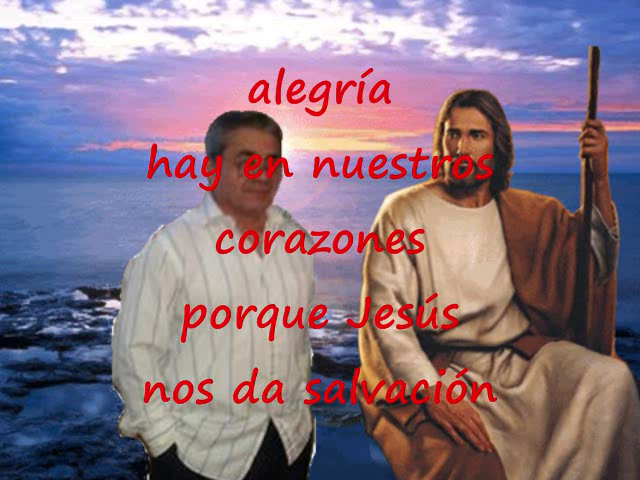 alegría
hay en nuestros
corazones
porque Jesús
nos da salvación